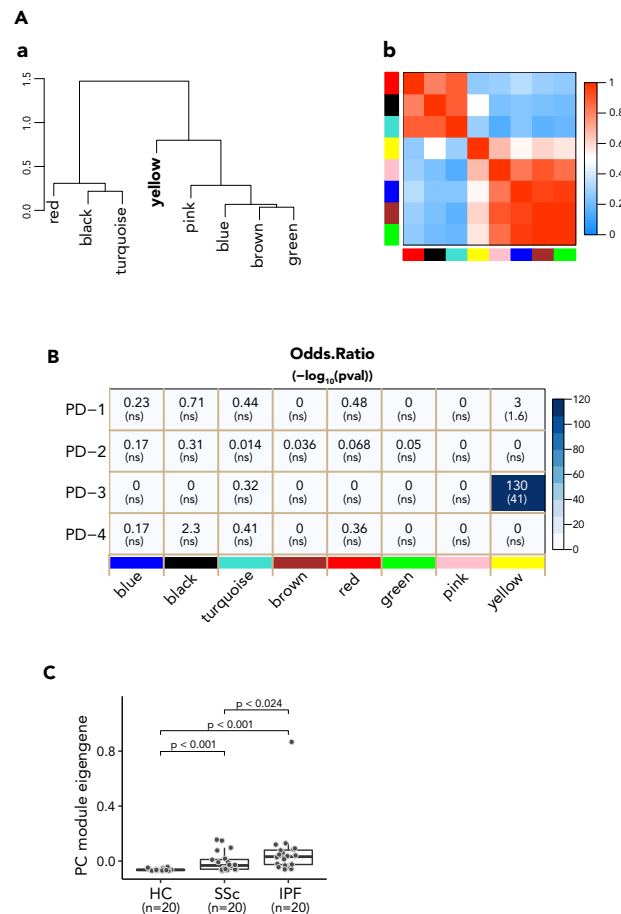 A
a
b
1.5
1.0
0.5
0.0
red
black
turquoise
yellow
pink
blue
brown
green
1
0.8
0.6
0.4
0.2
0
B
Odds.Ratio
(−log10(pval))
PD−1 0.23 0.71 0.44 0 0.48 0 0 3
(ns) (ns) (ns) (ns) (ns) (ns) (ns) (1.6)
PD−2 0.17 0.31 0.014 0.036 0.068 0.05 0 0
(ns) (ns) (ns) (ns) (ns) (ns) (ns) (ns)
PD−3 0 0 0.32 0 0 0 0 130
(ns) (ns) (ns) (ns) (ns) (ns) (ns) (41)
PD−4 0.17 2.3 0.41 0 0.36 0 0 0
(ns) (ns) (ns) (ns) (ns) (ns) (ns) (ns)
blue black turquoise brown red green pink yellow
120
100
80
60
40
20
0
C
PC module eigengene
0.8
0.4
0.0
p < 0.024
p < 0.001
p < 0.001
HC SSc IPF
(n=20) (n=20) (n=20)